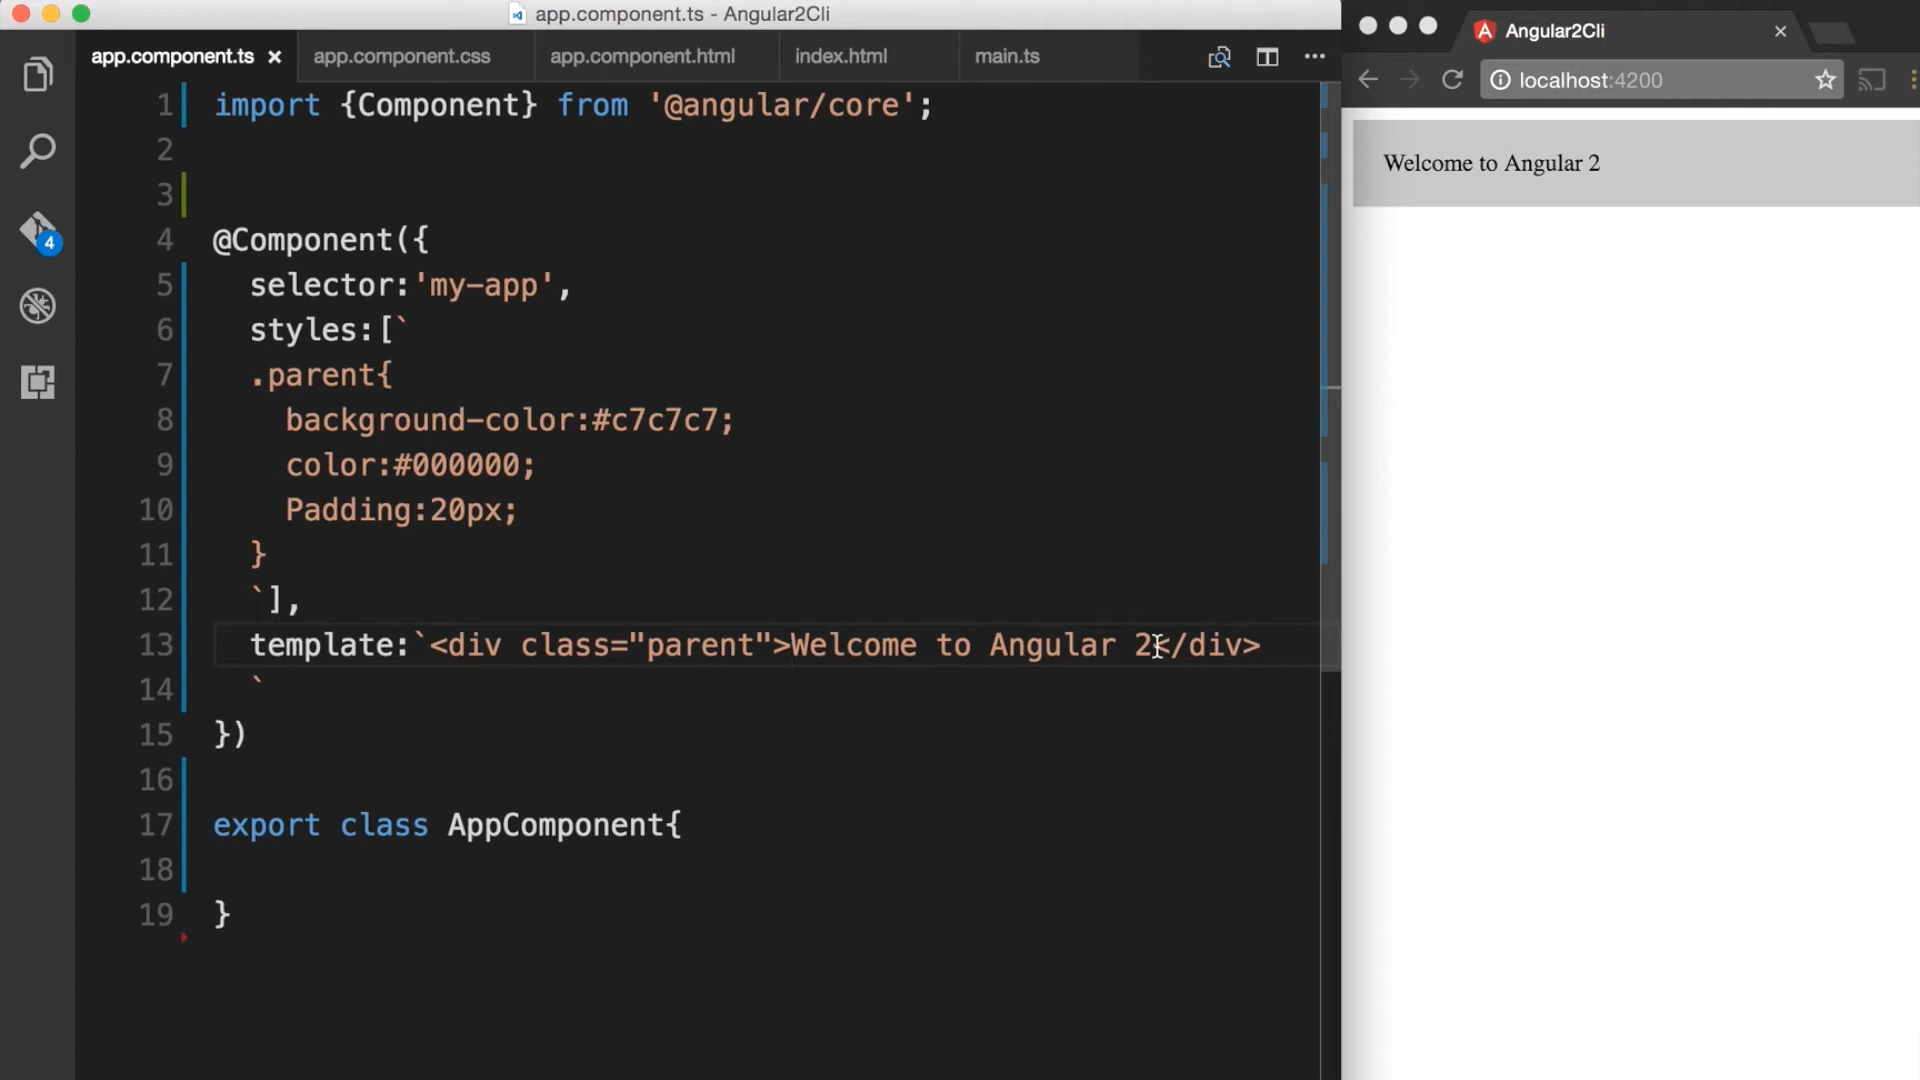 app.component.ts - Angular2Cli
app.component.ts
app.component.css
app.component.html
index.html
main.ts
1 import {Component} from '@angular/core';
2
3
4 @Component({
5 selector:'my-app',
6 styles:[`
7 .parent{
8 background-color:#c7c7c7;
9 color:#000000;
10 Padding:20px;
11 }
12 `],
13 template:`<div class="parent">Welcome to Angular 2</div>
14 `
15 })
16
17 export class AppComponent{
18
19 }
4
Angular2Cli
localhost:4200
Welcome to Angular 2